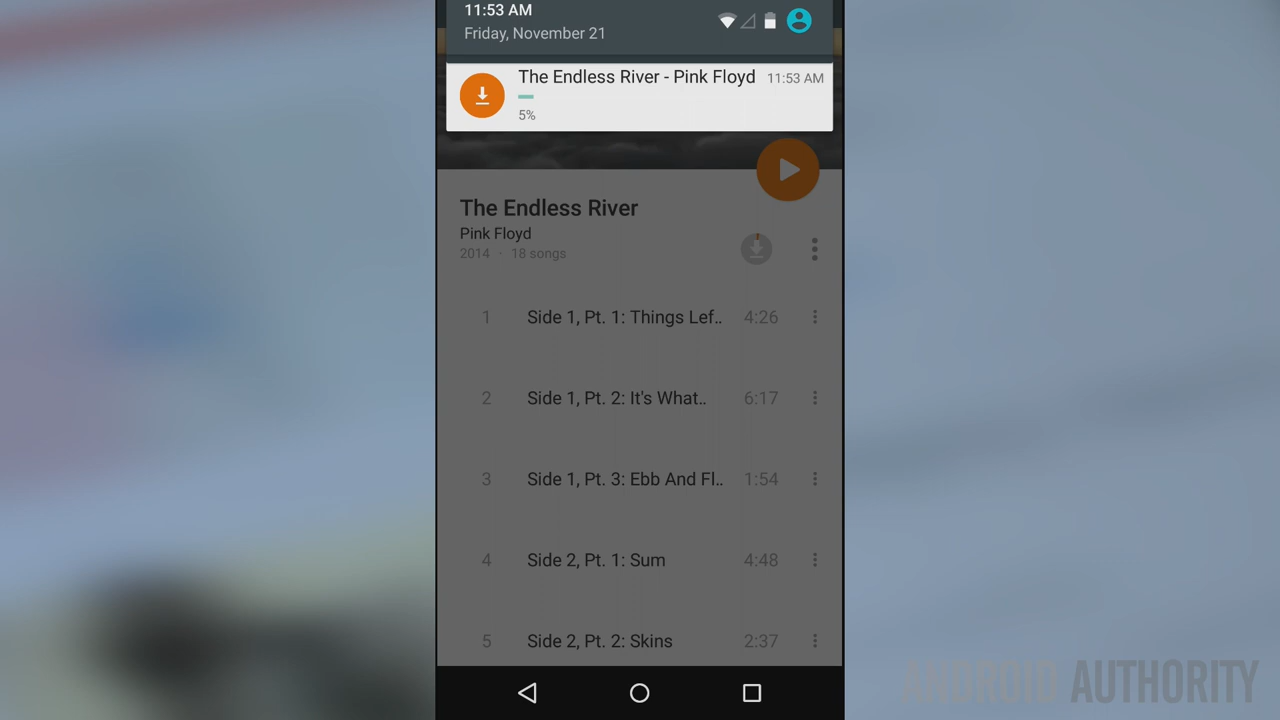 11:53 AM
Friday, November 21
The Endless River - Pink Floyd 11:53 AM
5%
The Endless River
Pink Floyd
2014 · 18 songs
1 Side 1, Pt. 1: Things Lef.. 4:26
2 Side 1, Pt. 2: It's What.. 6:17
3 Side 1, Pt. 3: Ebb And Fl.. 1:54
4 Side 2, Pt. 1: Sum 4:48
5 Side 2, Pt. 2: Skins 2:37
ANDROID AUTHORITY